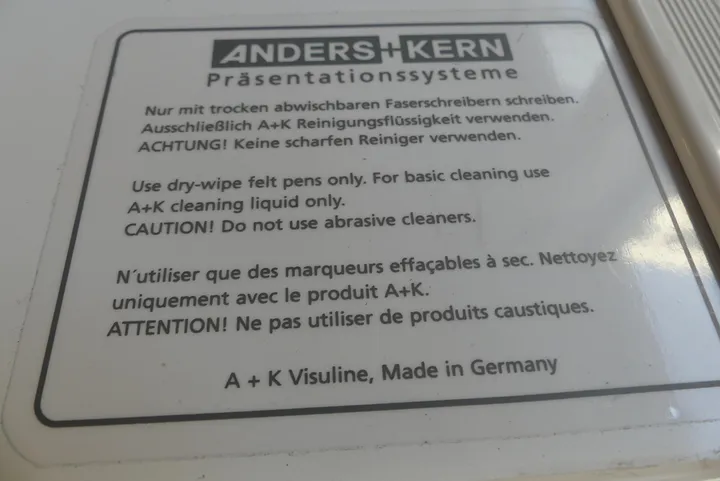 ANDERS+KERN
Präsentationssysteme
Nur mit trocken abwischbaren Faserschreibern schreiben.
Ausschließlich A+K Reinigungsflüssigkeit verwenden.
ACHTUNG! Keine scharfen Reiniger verwenden.
Use dry-wipe felt pens only. For basic cleaning use
A+K cleaning liquid only.
CAUTION! Do not use abrasive cleaners.
N´utiliser que des marqueurs effaçables à sec. Nettoyez
uniquement avec le produit A+K.
ATTENTION! Ne pas utiliser de produits caustiques.
A + K Visuline, Made in Germany